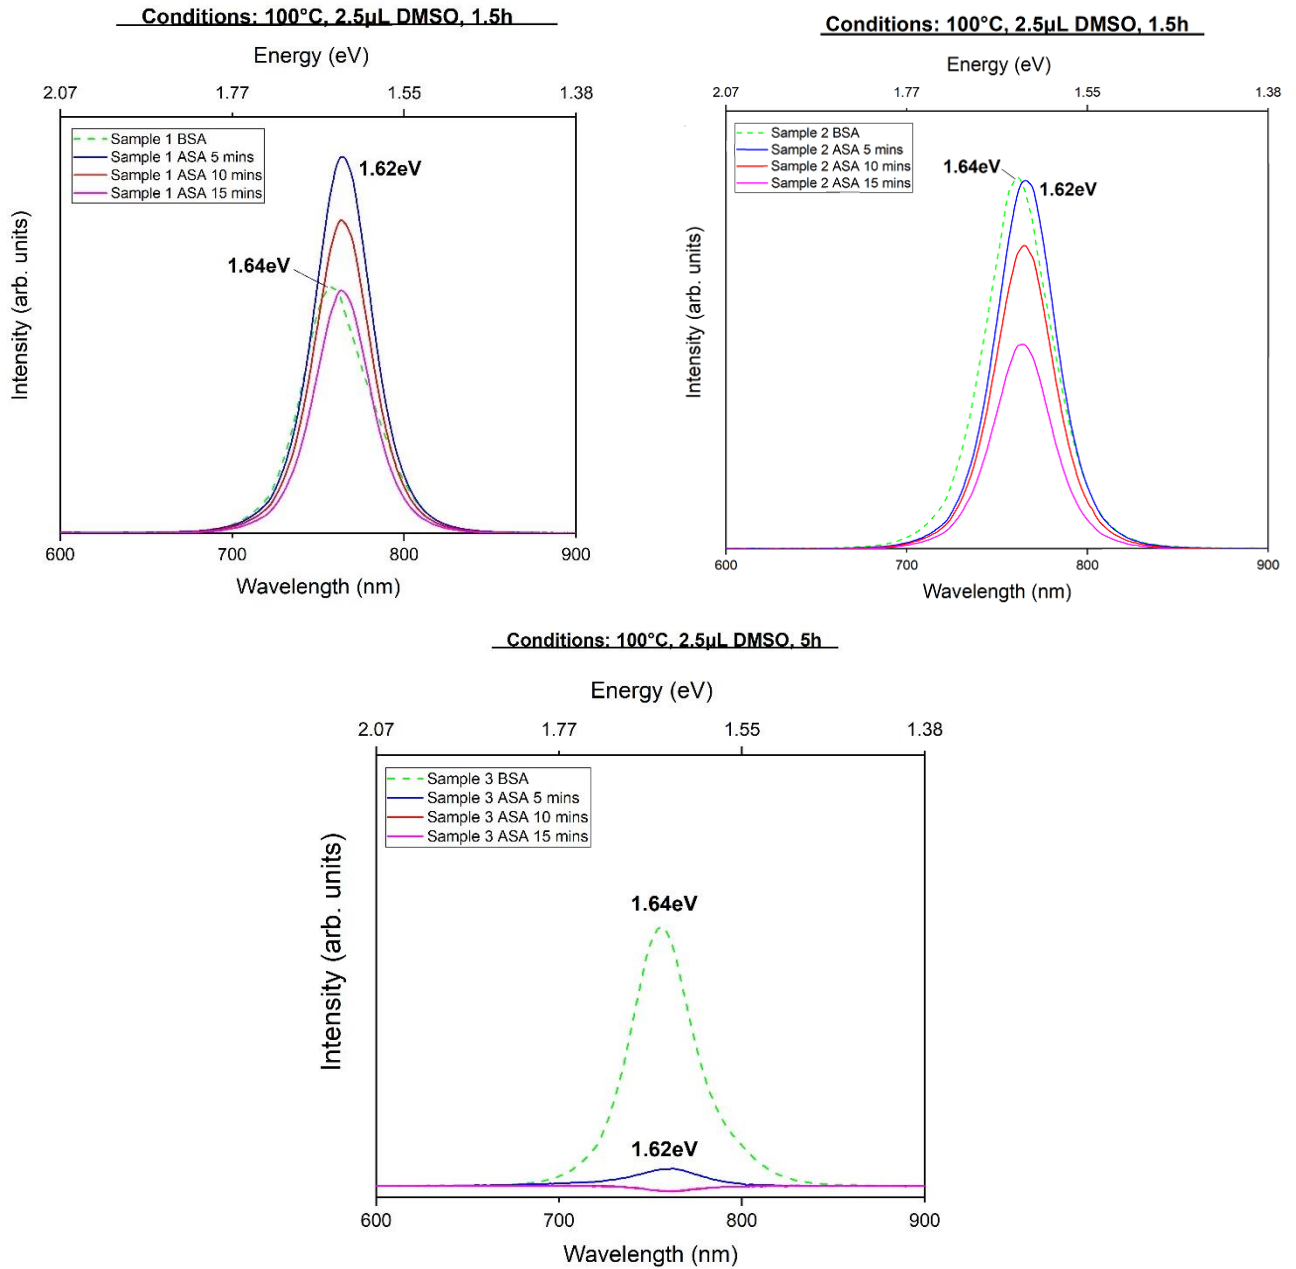 Conditions: 100°C, 2.5µL DMSO, 1.5h
Energy (eV)
2.07 1.77 1.55 1.38
Sample 1 BSA
Sample 1 ASA 5 mins
Sample 1 ASA 10 mins
Sample 1 ASA 15 mins
1.62eV
1.64eV
Intensity (arb. units)
600 700 800 900
Wavelength (nm)
Conditions: 100°C, 2.5µL DMSO, 1.5h
Energy (eV)
2.07 1.77 1.55 1.38
Sample 2 BSA
Sample 2 ASA 5 mins
Sample 2 ASA 10 mins
Sample 2 ASA 15 mins
1.64eV
1.62eV
Intensity (arb. units)
600 700 800 900
Wavelength (nm)
Conditions: 100°C, 2.5µL DMSO, 5h
Energy (eV)
2.07 1.77 1.55 1.38
Sample 3 BSA
Sample 3 ASA 5 mins
Sample 3 ASA 10 mins
Sample 3 ASA 15 mins
1.64eV
1.62eV
Intensity (arb. units)
600 700 800 900
Wavelength (nm)